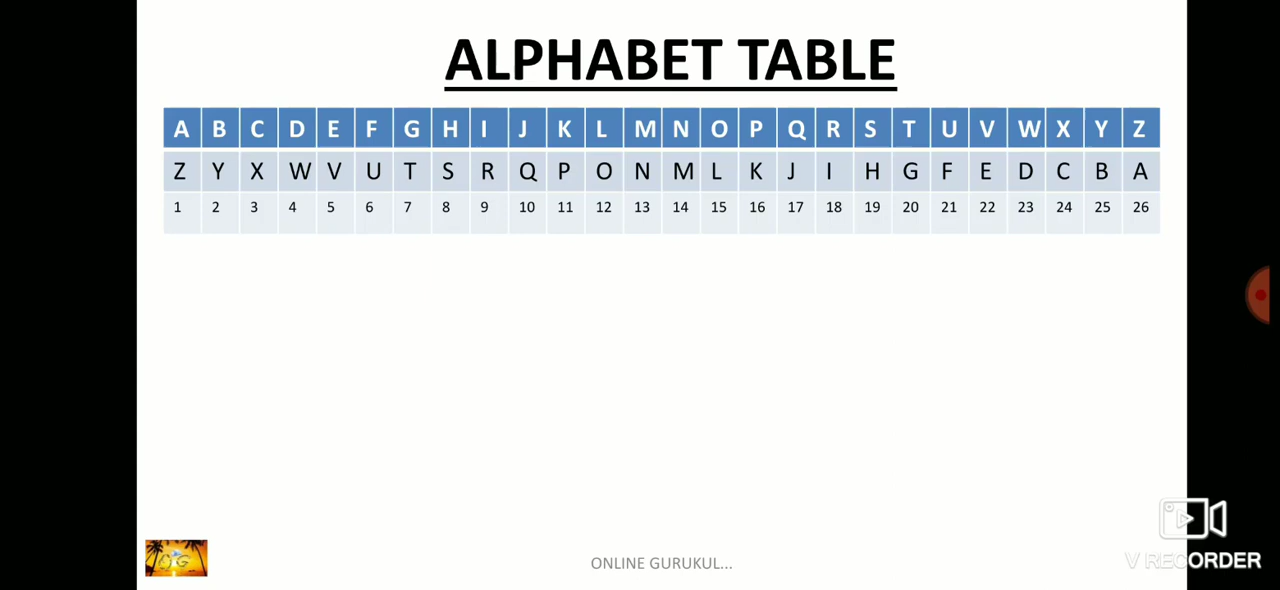 ALPHABET TABLE
A B C D E F G H I J K L M N O P Q R S T U V W X Y Z
Z Y X W V U T S R Q P O N M L K J I H G F E D C B A
1 2 3 4 5 6 7 8 9 10 11 12 13 14 15 16 17 18 19 20 21 22 23 24 25 26
ONLINE GURUKUL...
V RECORDER